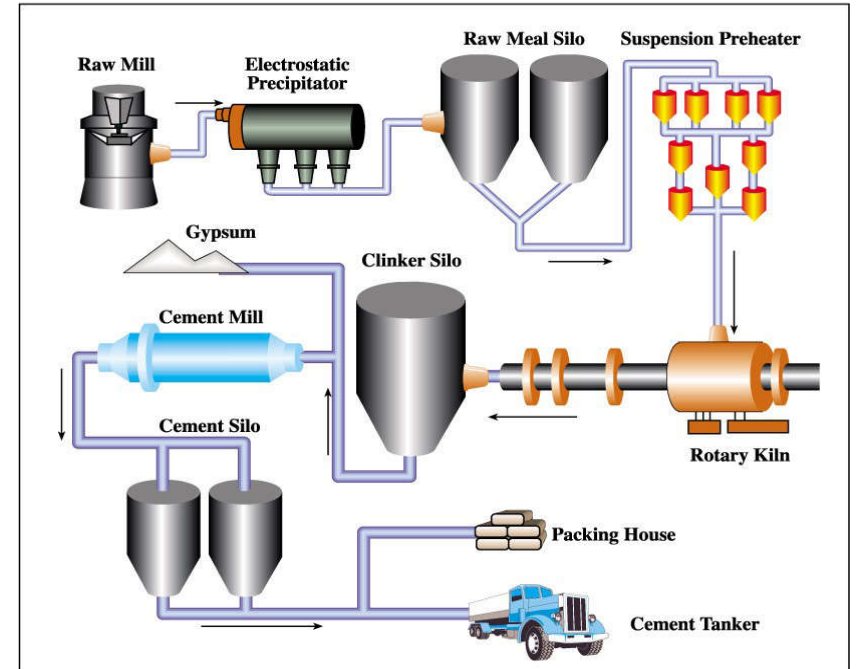 Raw Mill
Electrostatic
Precipitator
Raw Meal Silo
Suspension Preheater
Gypsum
Clinker Silo
Cement Mill
Cement Silo
Rotary Kiln
Packing House
Cement Tanker